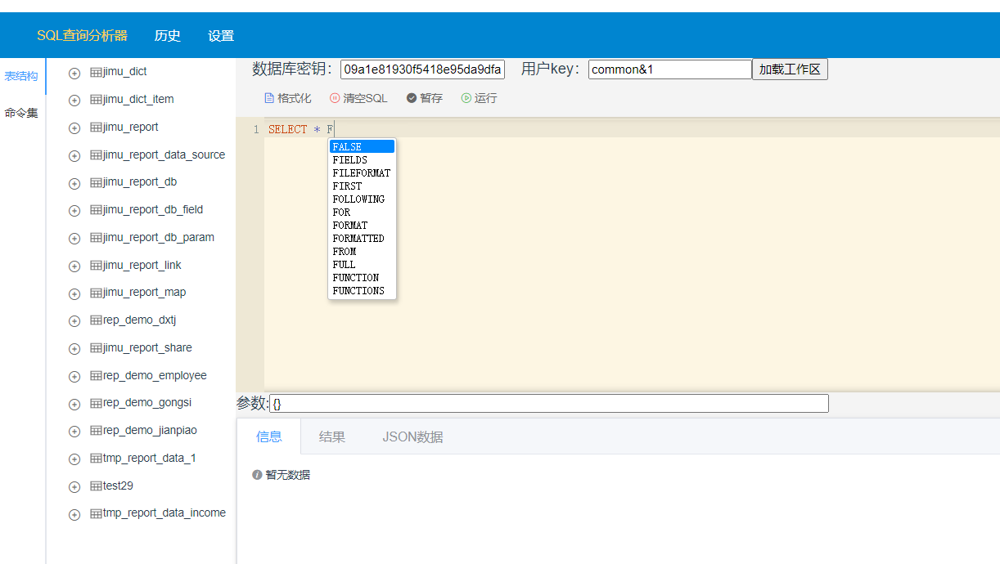 SQL查询分析器 历史 设置
表结构
命令集
jimu_dict
jimu_dict_item
jimu_report
jimu_report_data_source
jimu_report_db
jimu_report_db_field
jimu_report_db_param
jimu_report_link
jimu_report_map
rep_demo_dxtj
jimu_report_share
rep_demo_employee
rep_demo_gongsi
rep_demo_jianpiao
tmp_report_data_1
test29
tmp_report_data_income
数据库密钥： 09a1e81930f5418e95da9dfa 用户key： common&1 加载工作区
格式化 清空SQL 暂存 运行
1 SELECT * F
FALSE
FIELDS
FILEFORMAT
FIRST
FOLLOWING
FOR
FORMAT
FORMATTED
FROM
FULL
FUNCTION
FUNCTIONS
参数: {}
信息 结果 JSON数据
暂无数据